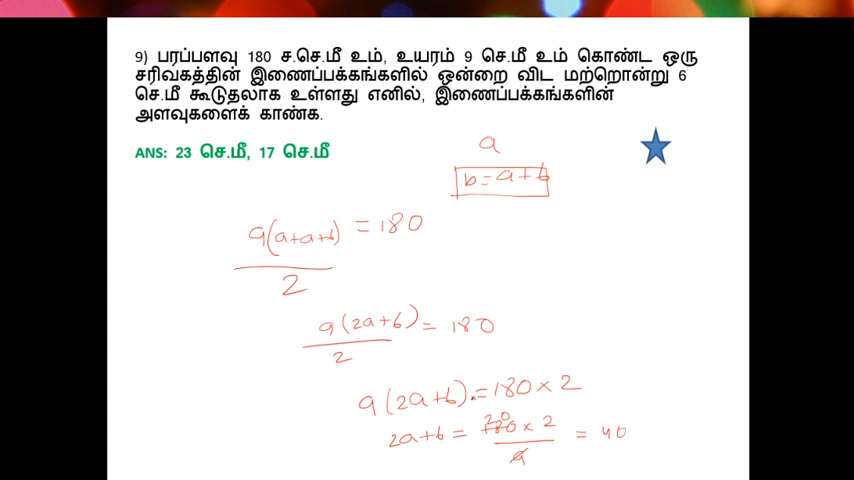 9) பரப்பளவு 180 ச.செ.மீ உம், உயரம் 9 செ.மீ உம் கொண்ட ஒரு
சரிவகத்தின் இணைப்பக்கங்களில் ஒன்றை விட மற்றொன்று 6
செ.மீ கூடுதலாக உள்ளது எனில், இணைப்பக்கங்களின்
அளவுகளைக் காண்க.
ANS: 23 செ.மீ, 17 செ.மீ
a
b = a+6
9(a+a+6) = 180
2
9(2a+6) = 180
2
9(2a+6) = 180 × 2
20
2a+6 = 180 × 2 = 40
9